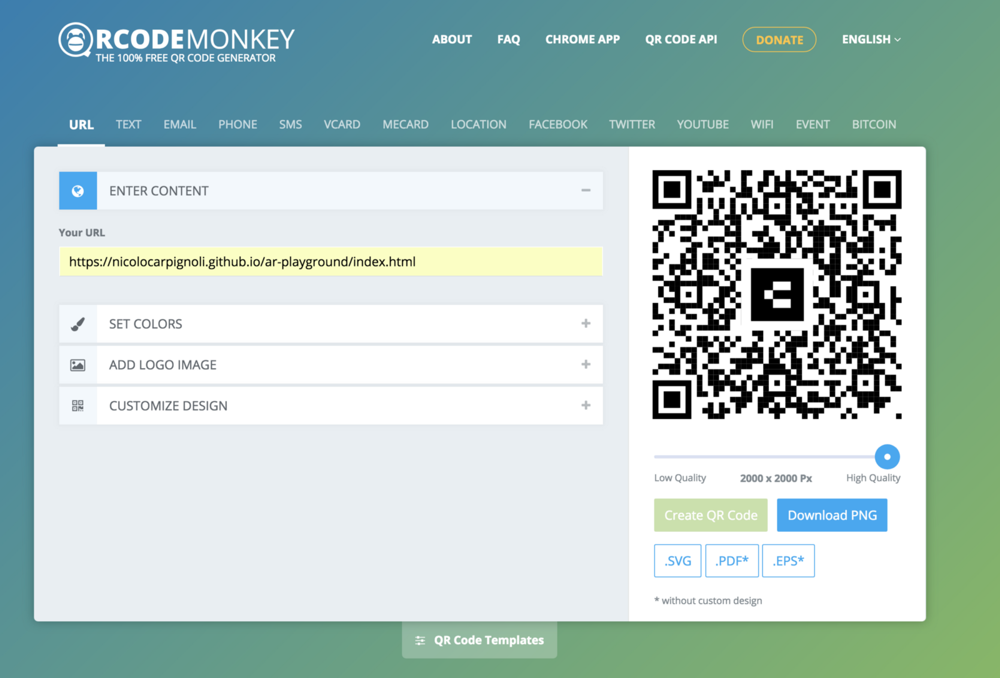 RCODEMONKEY
THE 100% FREE QR CODE GENERATOR
ABOUT FAQ CHROME APP QR CODE API DONATE ENGLISH
URL TEXT EMAIL PHONE SMS VCARD MECARD LOCATION FACEBOOK TWITTER YOUTUBE WIFI EVENT BITCOIN
ENTER CONTENT
Your URL
https://nicolocarpignoli.github.io/ar-playground/index.html
SET COLORS
ADD LOGO IMAGE
CUSTOMIZE DESIGN
Low Quality 2000 x 2000 Px High Quality
Create QR Code Download PNG
.SVG .PDF* .EPS*
* without custom design
QR Code Templates